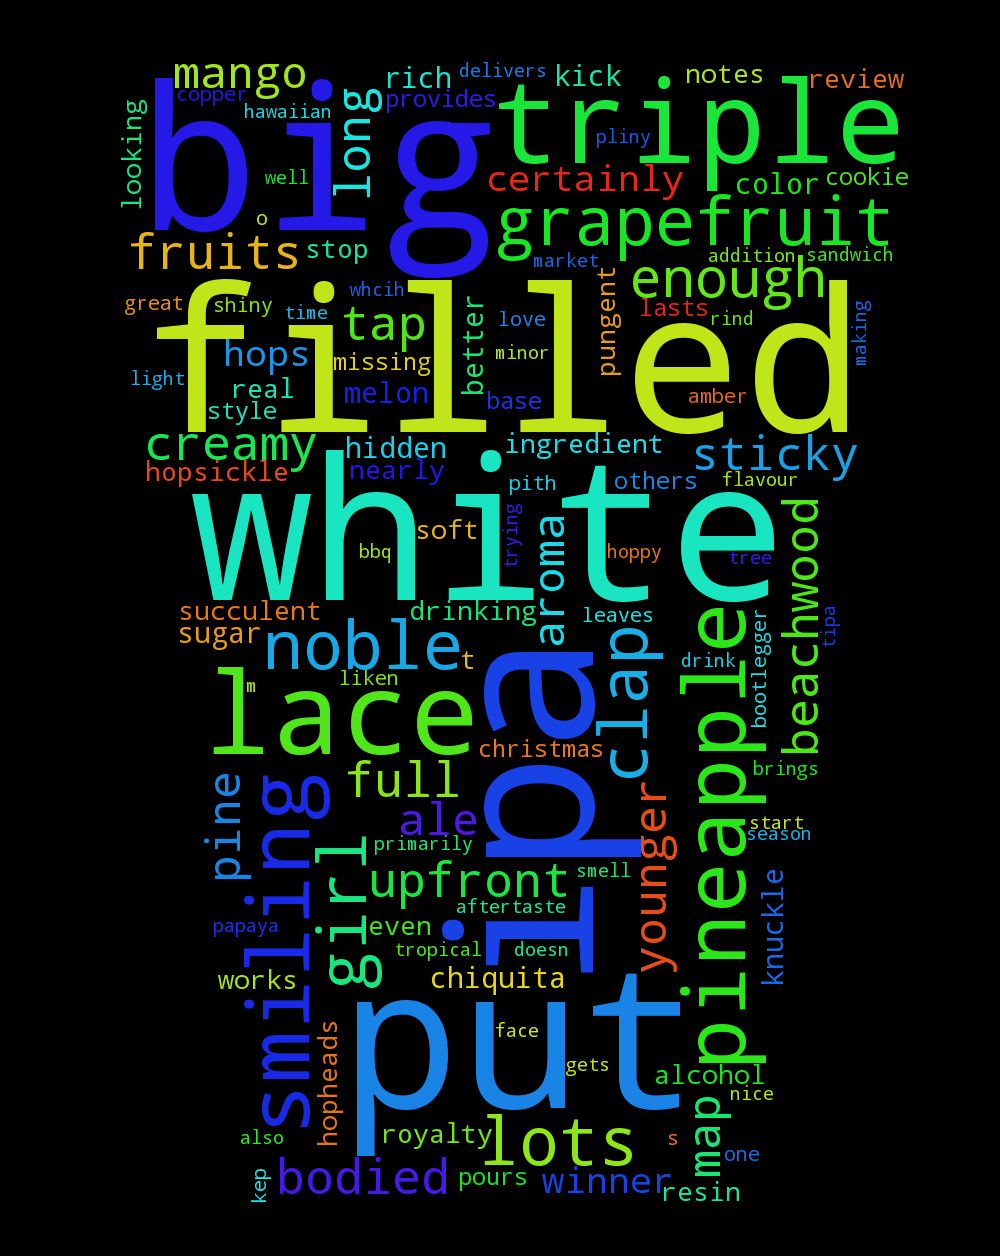 mango
rich
delivers
kick
notes
review
copper
hawaiian
provides
long
big
triple
pliny
looking
well
certainly
color
cookie
o
grapefruit
fruits
stop
market
addition
sandwich
enough
great
shiny
time
whcih
tap
better
love
pungent
lasts
rind
making
filled
hops
missing
minor
light
real
style
melon
base
amber
creamy
hidden
ingredient
sticky
hopsickle
nearly
pith
others
flavour
white
soft
trying
bbq
aroma
hoppy
tree
beachwood
succulent
drinking
leaves
sugar
noble
t
clap
drink
bootlegger
tipa
pineapple
m
liken
lace
ipa
christmas
brings
full
pine
smiling
ale
younger
start
season
girl
primarily
upfront
smell
knuckle
aftertaste
papaya
even
tropical
doesn
works
chiquita
put
face
hopheads
gets
alcohol
nice
map
also
royalty
lots
s
one
kep
bodied
pours
winner
resin